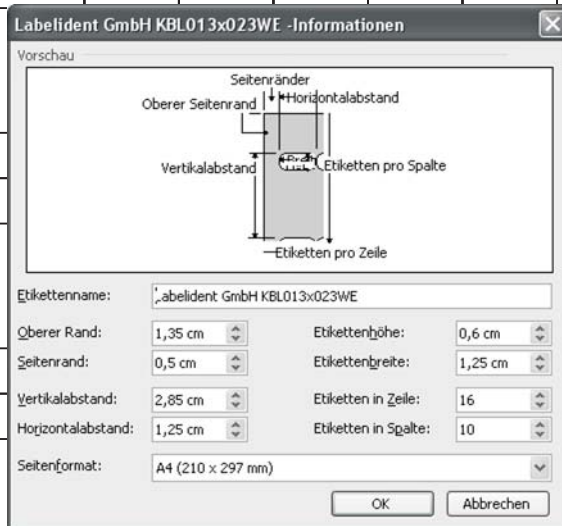 Labelident GmbH KBL013x023WE -Informationen
Vorschau
Seitenränder
Oberer Seitenrand Horizontalabstand
Vertikalabstand Etiketten pro Spalte
Etiketten pro Zeile
Etikettenname: Labelident GmbH KBL013x023WE
Oberer Rand: 1,35 cm Etikettenhöhe: 0,6 cm
Seitenrand: 0,5 cm Etikettenbreite: 1,25 cm
Vertikalabstand: 2,85 cm Etiketten in Zeile: 16
Horizontalabstand: 1,25 cm Etiketten in Spalte: 10
Seitenformat: A4 (210 x 297 mm)
OK Abbrechen